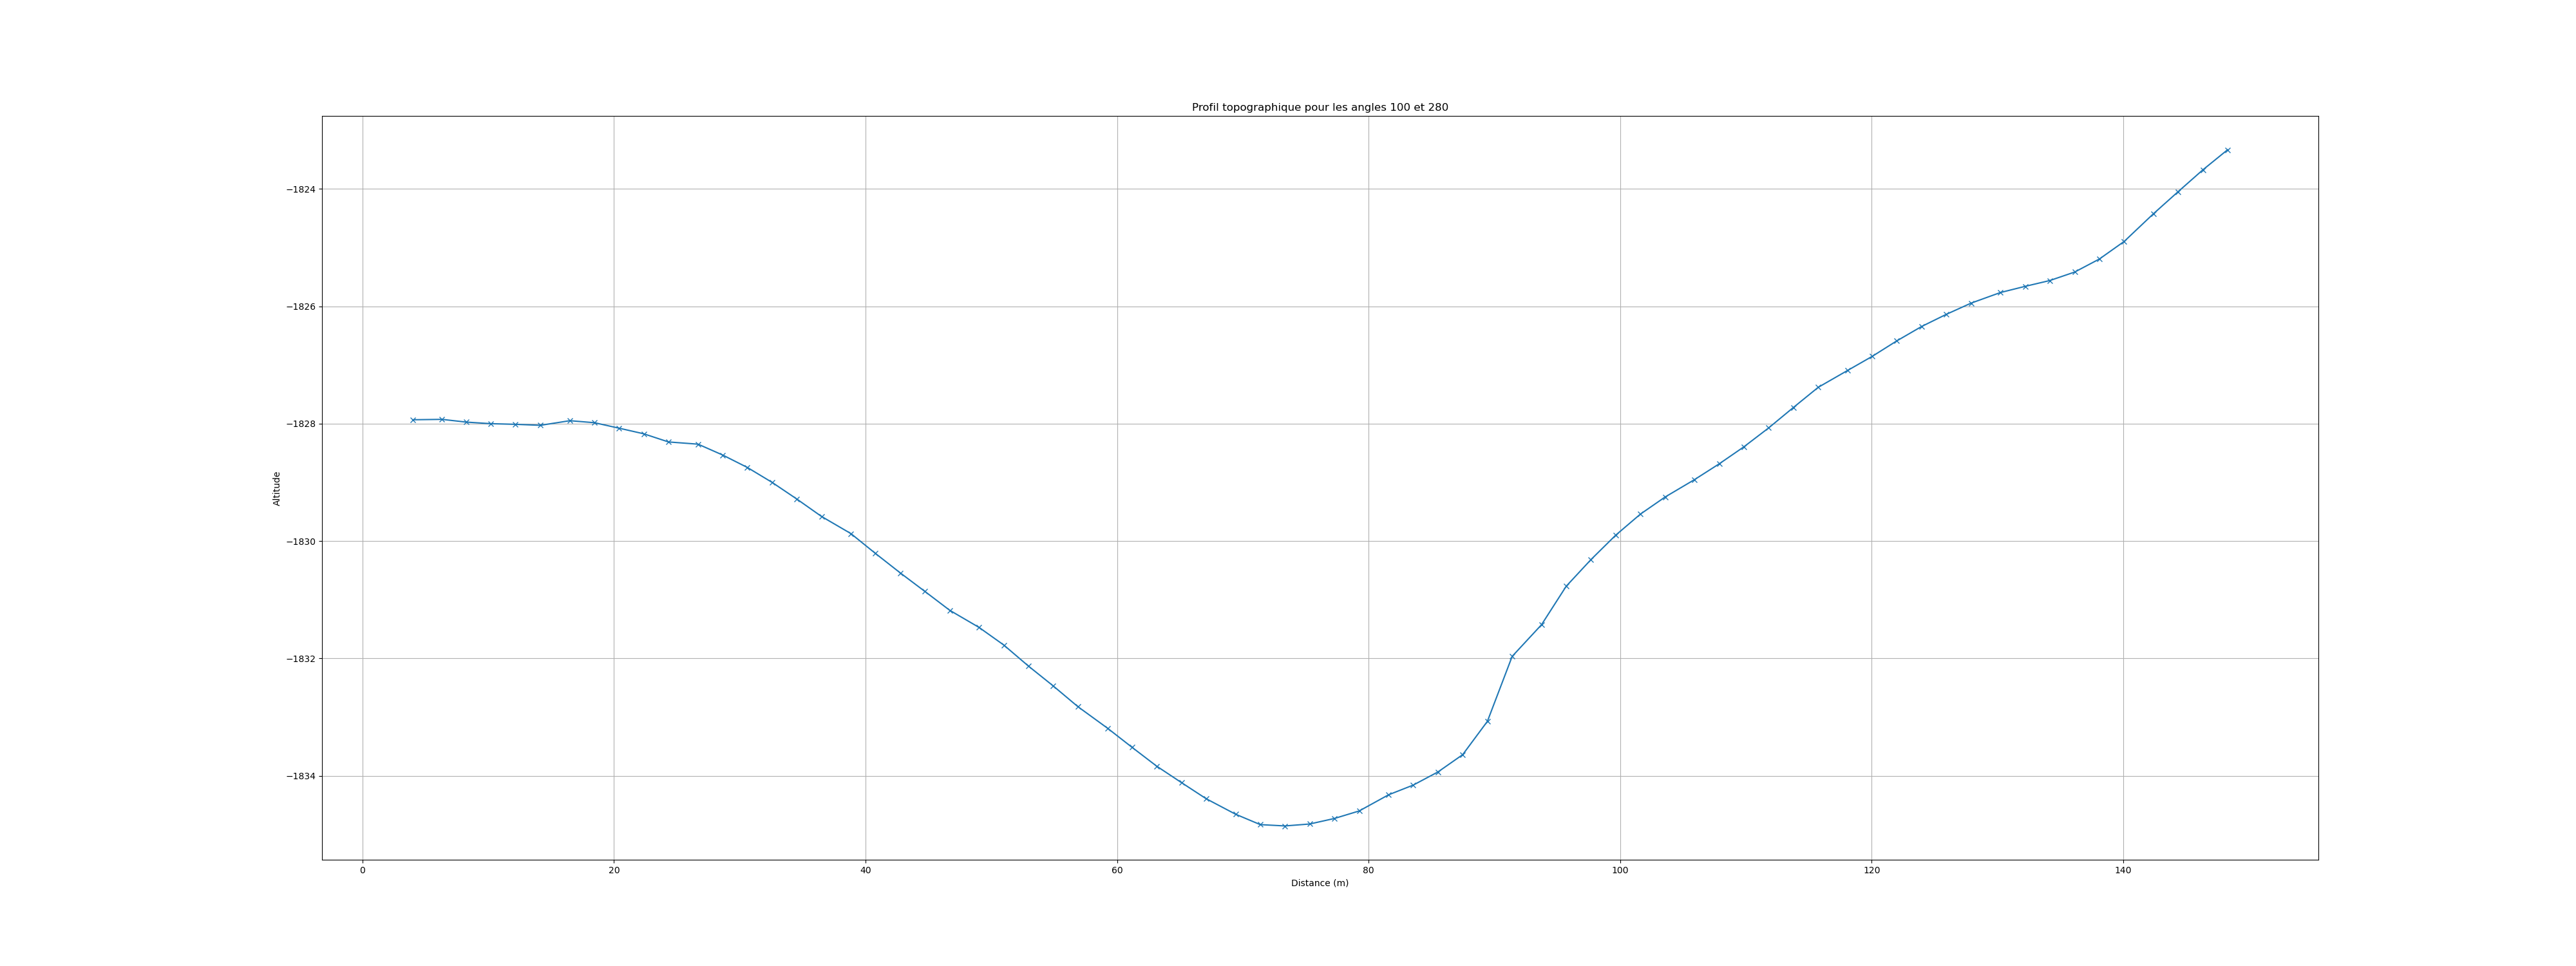 Profil topographique pour les angles 100 et 280
−1824
−1826
−1828
−1830
−1832
−1834
Altitude
0 20 40 60 80 100 120 140
Distance (m)